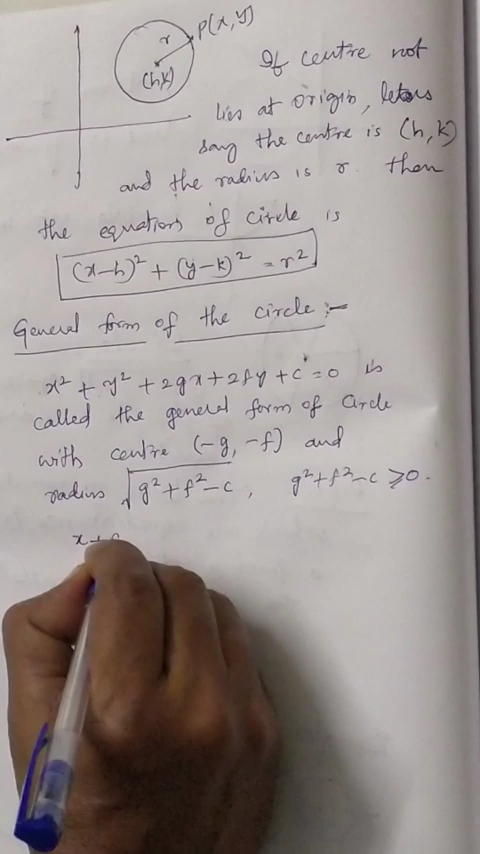 r P(x, y)
(h,k)
If centre not
lies at origin, let us
say the centre is (h, k)
and the radius is r. then
the equation of circle is
(x-h)² + (y-k)² = r²
General form of the circle :-
x² + y² + 2gx + 2fy + c = 0 is
called the general form of circle
with centre (-g, -f) and
radius √g² + f² - c, g² + f² - c ≥ 0.